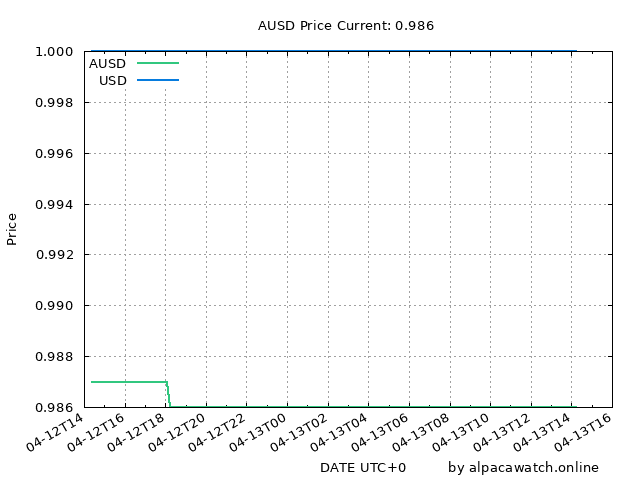 AUSD Price Current: 0.986
1.000
AUSD
USD
0.998
0.996
0.994
0.992
0.990
0.988
0.986
Price
04-12T14
04-12T16
04-12T18
04-12T20
04-12T22
04-13T00
04-13T02
04-13T04
04-13T06
04-13T08
04-13T10
04-13T12
04-13T14
04-13T16
DATE UTC+0
by alpacawatch.online